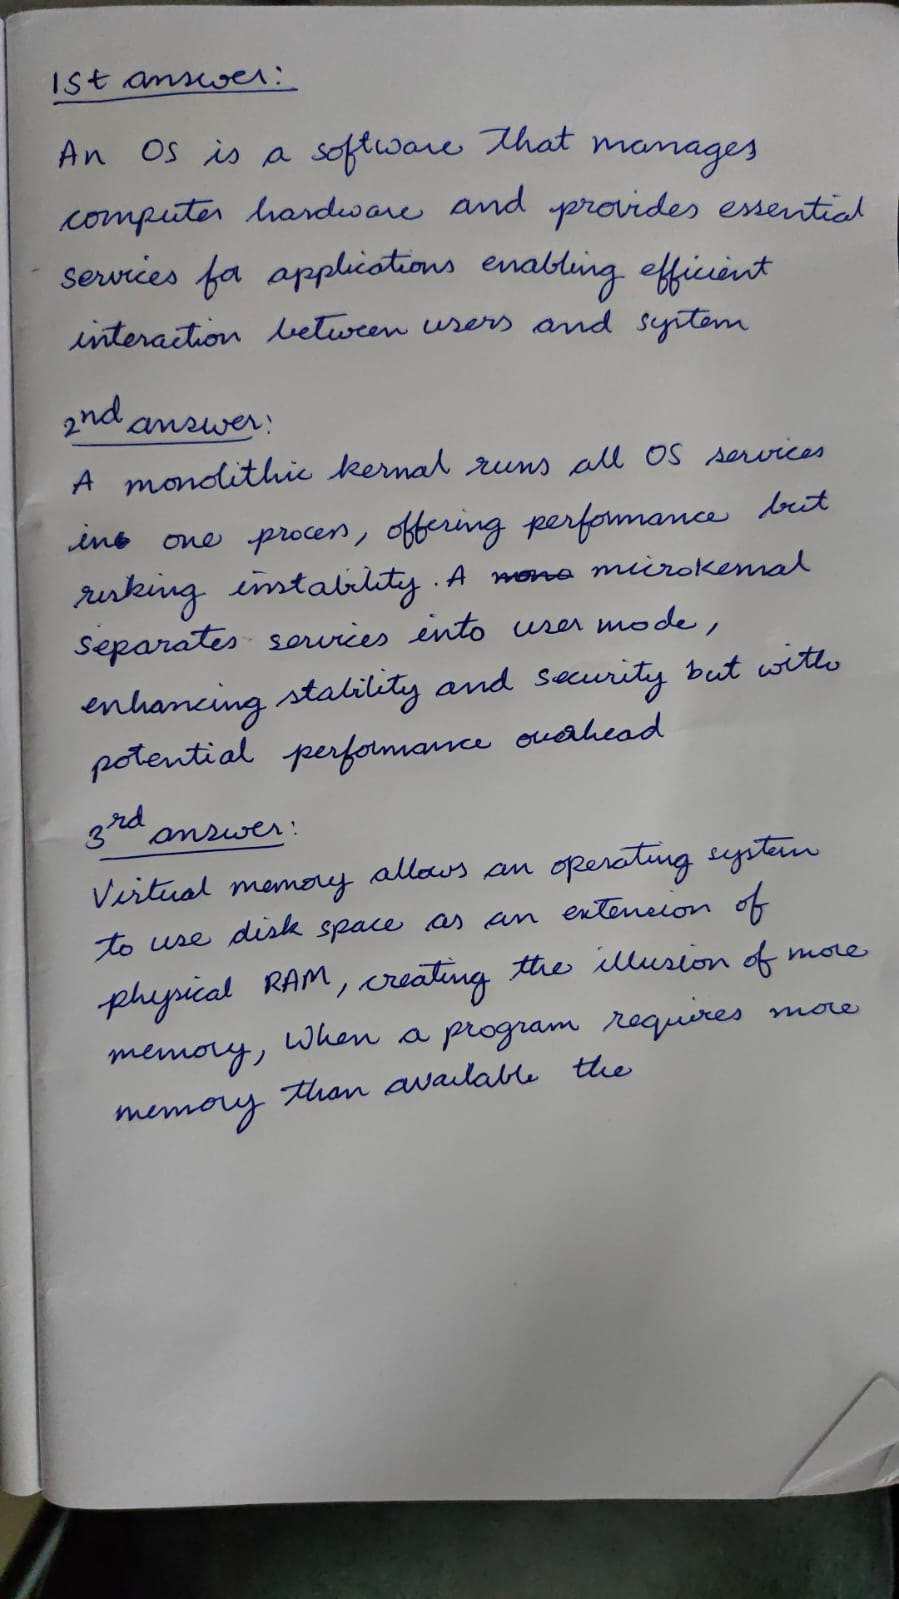 1st answer:
An OS is a software that manages
computer hardware and provides essential
services for applications enabling efficient
interaction between users and system
2nd answer:
A monolithic kernal runs all OS services
in one process, offering performance but
risking instability. A mono microkernal
separates services into user mode,
enhancing stability and security but with
potential performance overhead
3rd answer:
Virtual memory allows an operating system
to use disk space as an extencion of
physical RAM, creating the illusion of more
memory, When a program requires more
memory than available the